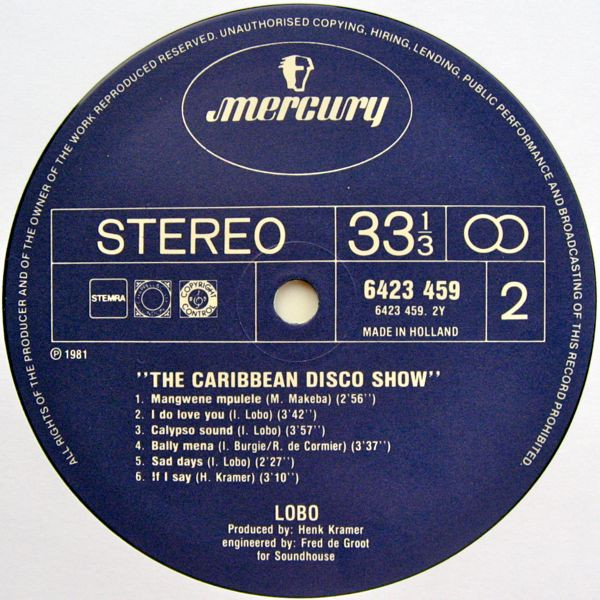 ALL RIGHTS OF THE PRODUCER AND OF THE OWNER OF THE WORK REPRODUCED RESERVED. UNAUTHORISED COPYING, HIRING, LENDING, PUBLIC PERFORMANCE AND BROADCASTING OF THIS RECORD PROHIBITED.
mercury
STEREO
33 1/3
6423 459
6423 459. 2Y
MADE IN HOLLAND
2
STEMRA
COPYRIGHT CONTROL
℗ 1981
''THE CARIBBEAN DISCO SHOW''
1. Mangwene mpulele (M. Makeba) (2'56'')
2. I do love you (I. Lobo) (3'42'')
3. Calypso sound (I. Lobo) (3'57'')
4. Bally mena (I. Burgie/R. de Cormier) (3'37'')
5. Sad days (I. Lobo) (2'27'')
6. If I say (H. Kramer) (3'10'')
LOBO
Produced by: Henk Kramer
engineered by: Fred de Groot
for Soundhouse